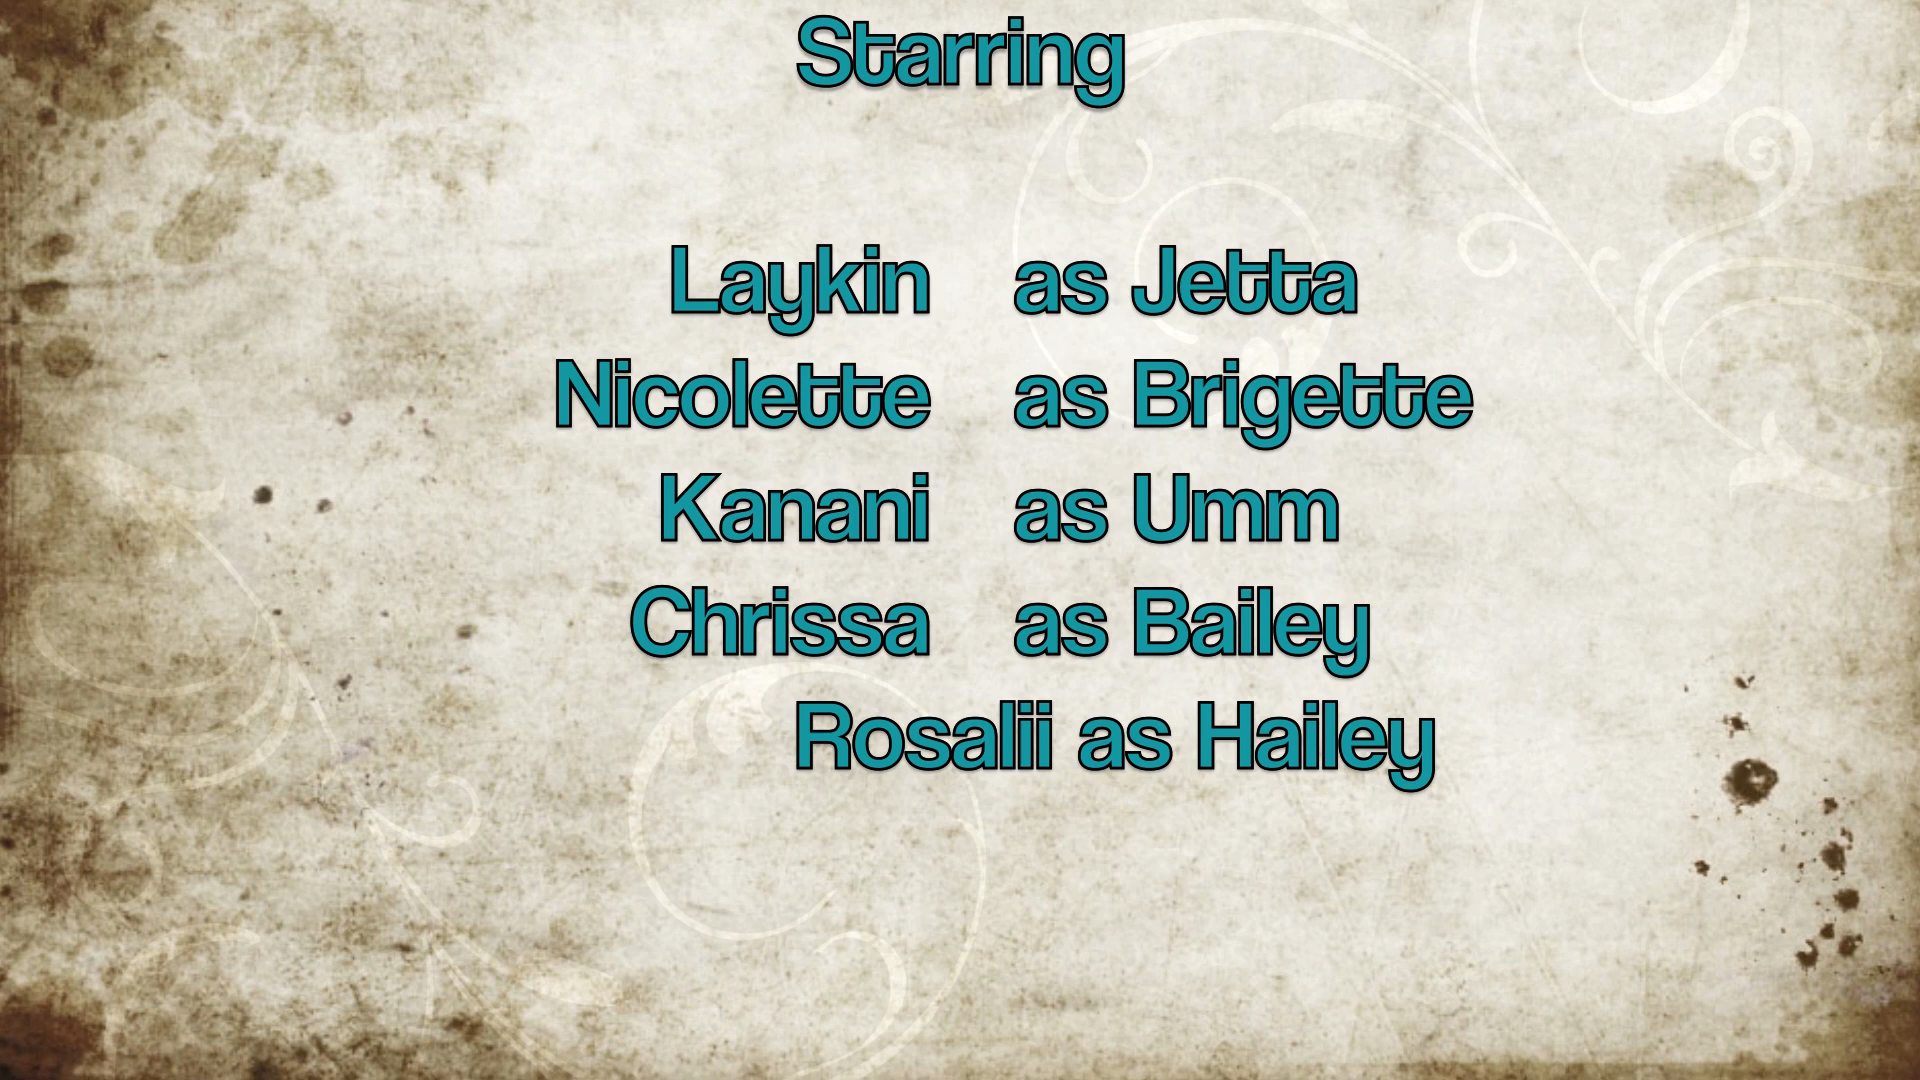 Starring
Laykin as Jetta
Nicolette as Brigette
Kanani as Umm
Chrissa as Bailey
Rosalii as Hailey